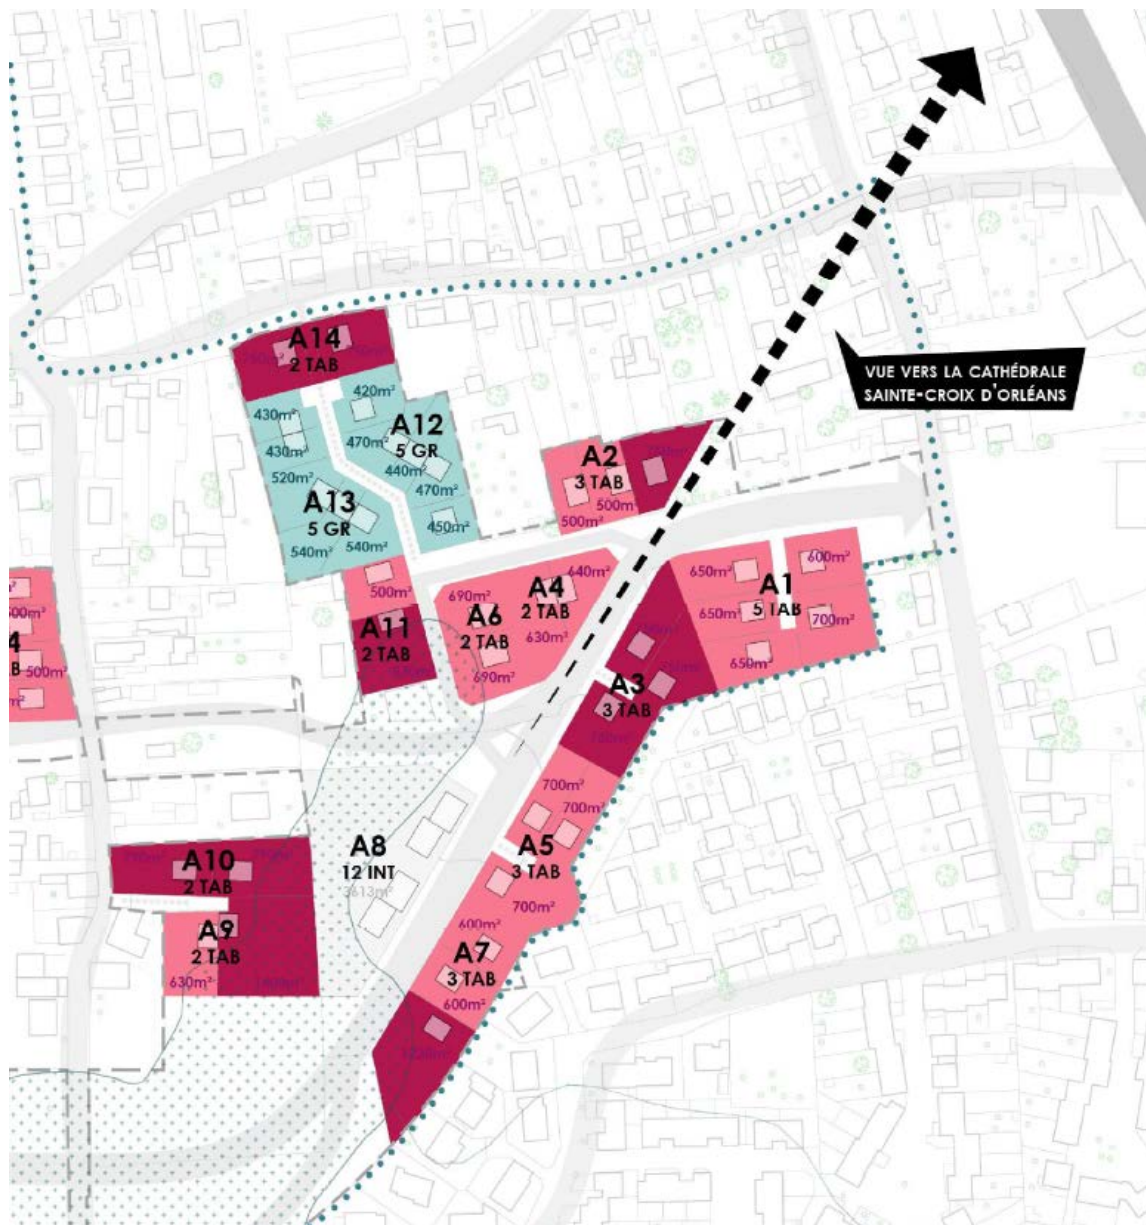 A14
2 TAB
420m²
430m²
A12
5 GR
470m²
430m²
440m²
470m²
520m²
A13
5 GR
450m²
540m²
540m²
VUE VERS LA CATHÉDRALE
SAINTE-CROIX D'ORLÉANS
A2
3 TAB
500m²
500m²
500m²
A11
2 TAB
690m²
A4
2 TAB
640m²
A6
2 TAB
630m²
690m²
650m²
A1
5 TAB
600m²
650m²
700m²
650m²
A3
3 TAB
500m²
700m²
700m²
A5
3 TAB
700m²
A8
12 INT
3613m²
A10
2 TAB
A9
2 TAB
630m²
600m²
A7
3 TAB
600m²